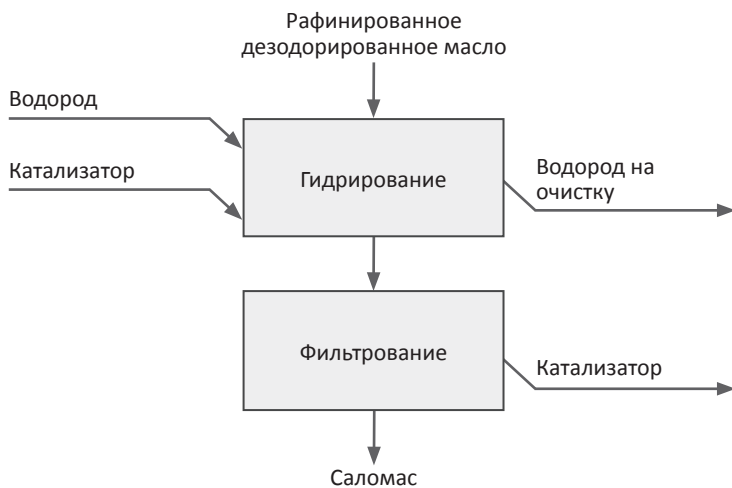 Рафинированное
дезодорированное масло
Водород
Катализатор
Гидрирование
Водород на
очистку
Фильтрование
Катализатор
Саломас